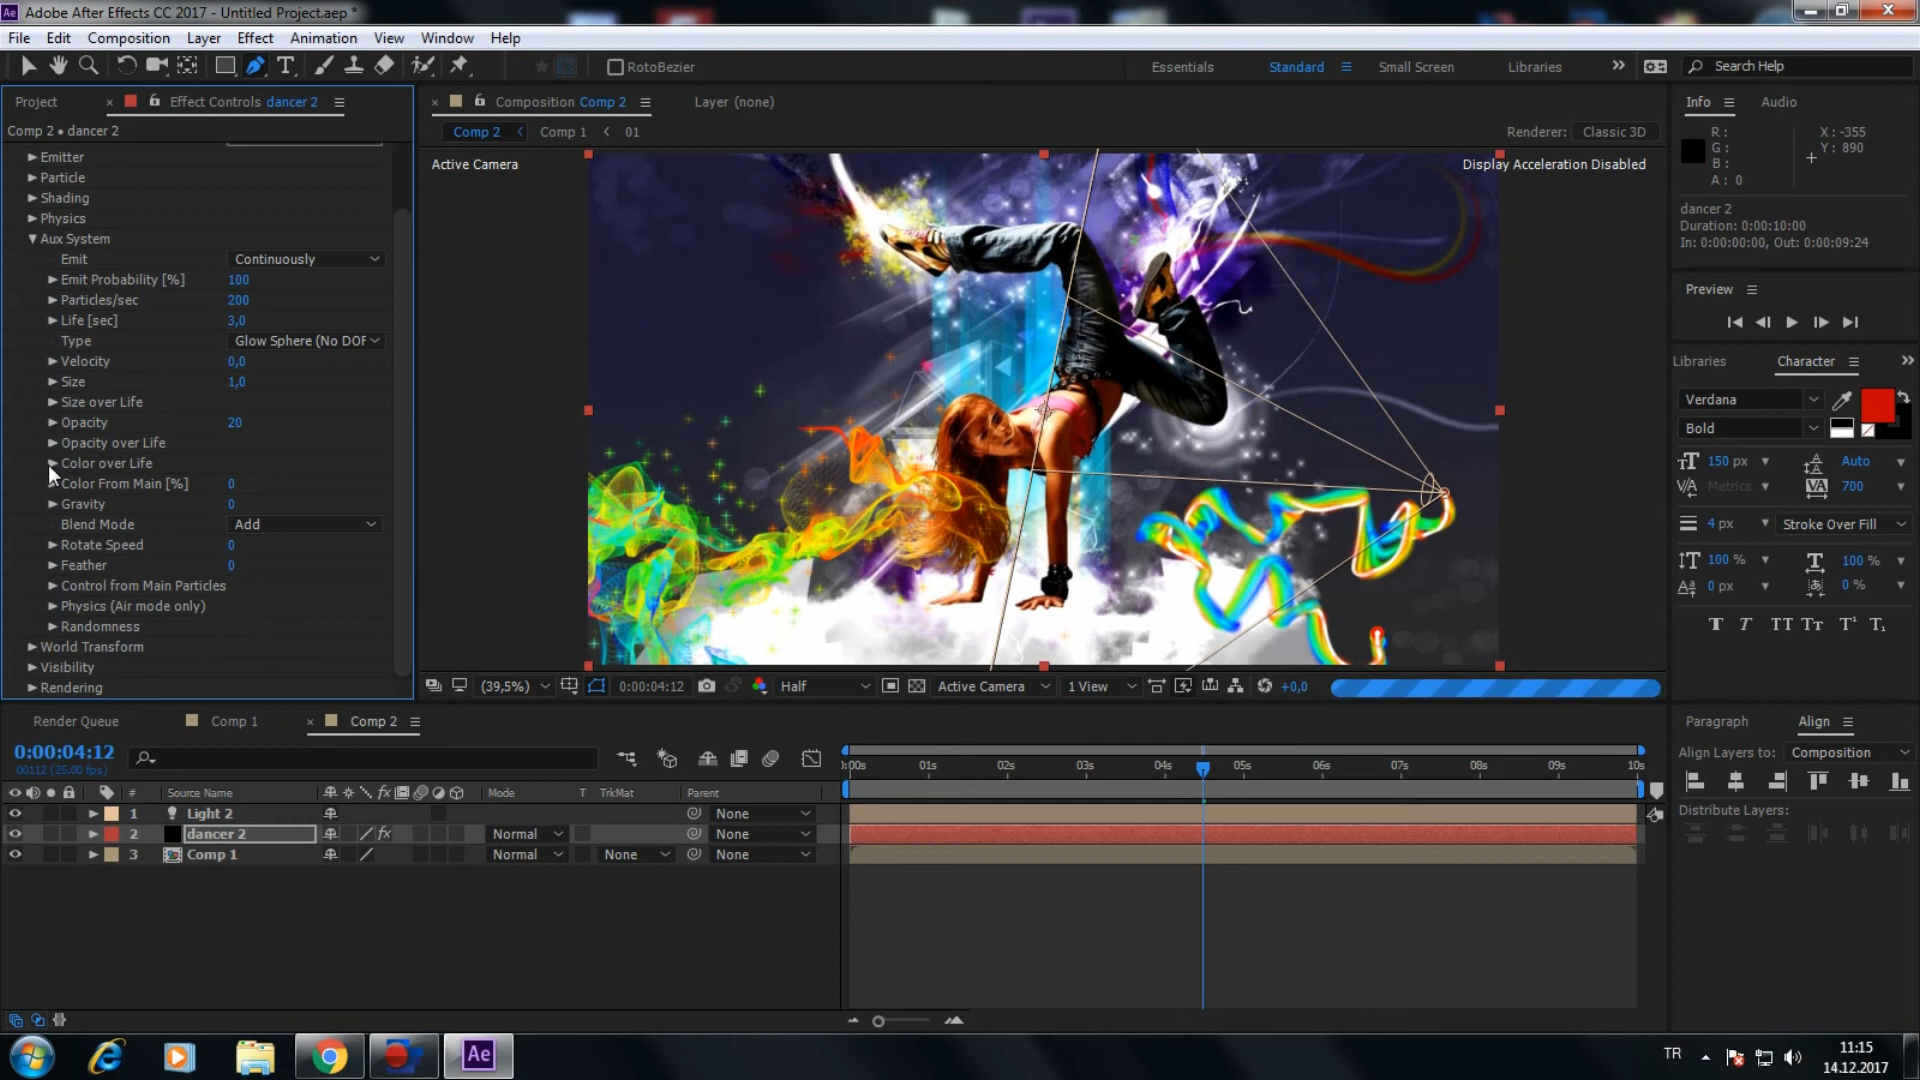 Adobe After Effects CC 2017 - Untitled Project.aep *
File Edit Composition Layer Effect Animation View Window Help
RotoBezier
Essentials Standard Small Screen Libraries Search Help
Project Effect Controls dancer 2
Composition Comp 2 Layer (none)
Info Audio
Comp 2 • dancer 2
Comp 2 Comp 1 01
Renderer: Classic 3D
R :
G :
B :
A : 0
X : -355
Y : 890
Active Camera
Display Acceleration Disabled
dancer 2
Duration: 0:00:10:00
In: 0:00:00:00, Out: 0:00:09:24
Emitter
Particle
Shading
Physics
Aux System
Emit Continuously
Emit Probability [%] 100
Particles/sec 200
Life [sec] 3,0
Type Glow Sphere (No DOF
Velocity 0,0
Size 1,0
Size over Life
Opacity 20
Opacity over Life
Color over Life
Color From Main [%] 0
Gravity 0
Blend Mode Add
Rotate Speed 0
Feather 0
Control from Main Particles
Physics (Air mode only)
Randomness
World Transform
Visibility
Rendering
Preview
Libraries Character
Verdana
Bold
150 px Auto
Metrics 700
4 px Stroke Over Fill
100 % 100 %
0 px 0 %
(39,5%) 0:00:04:12 Half Active Camera 1 View +0,0
Render Queue Comp 1 Comp 2
Paragraph Align
0:00:04:12
00112 (25.00 fps)
Align Layers to: Composition
Distribute Layers:
:00s 01s 02s 03s 04s 05s 06s 07s 08s 09s 10s
# Source Name Mode T TrkMat Parent
1 Light 2 None
2 dancer 2 Normal None
3 Comp 1 Normal None None
TR
11:15
14.12.2017